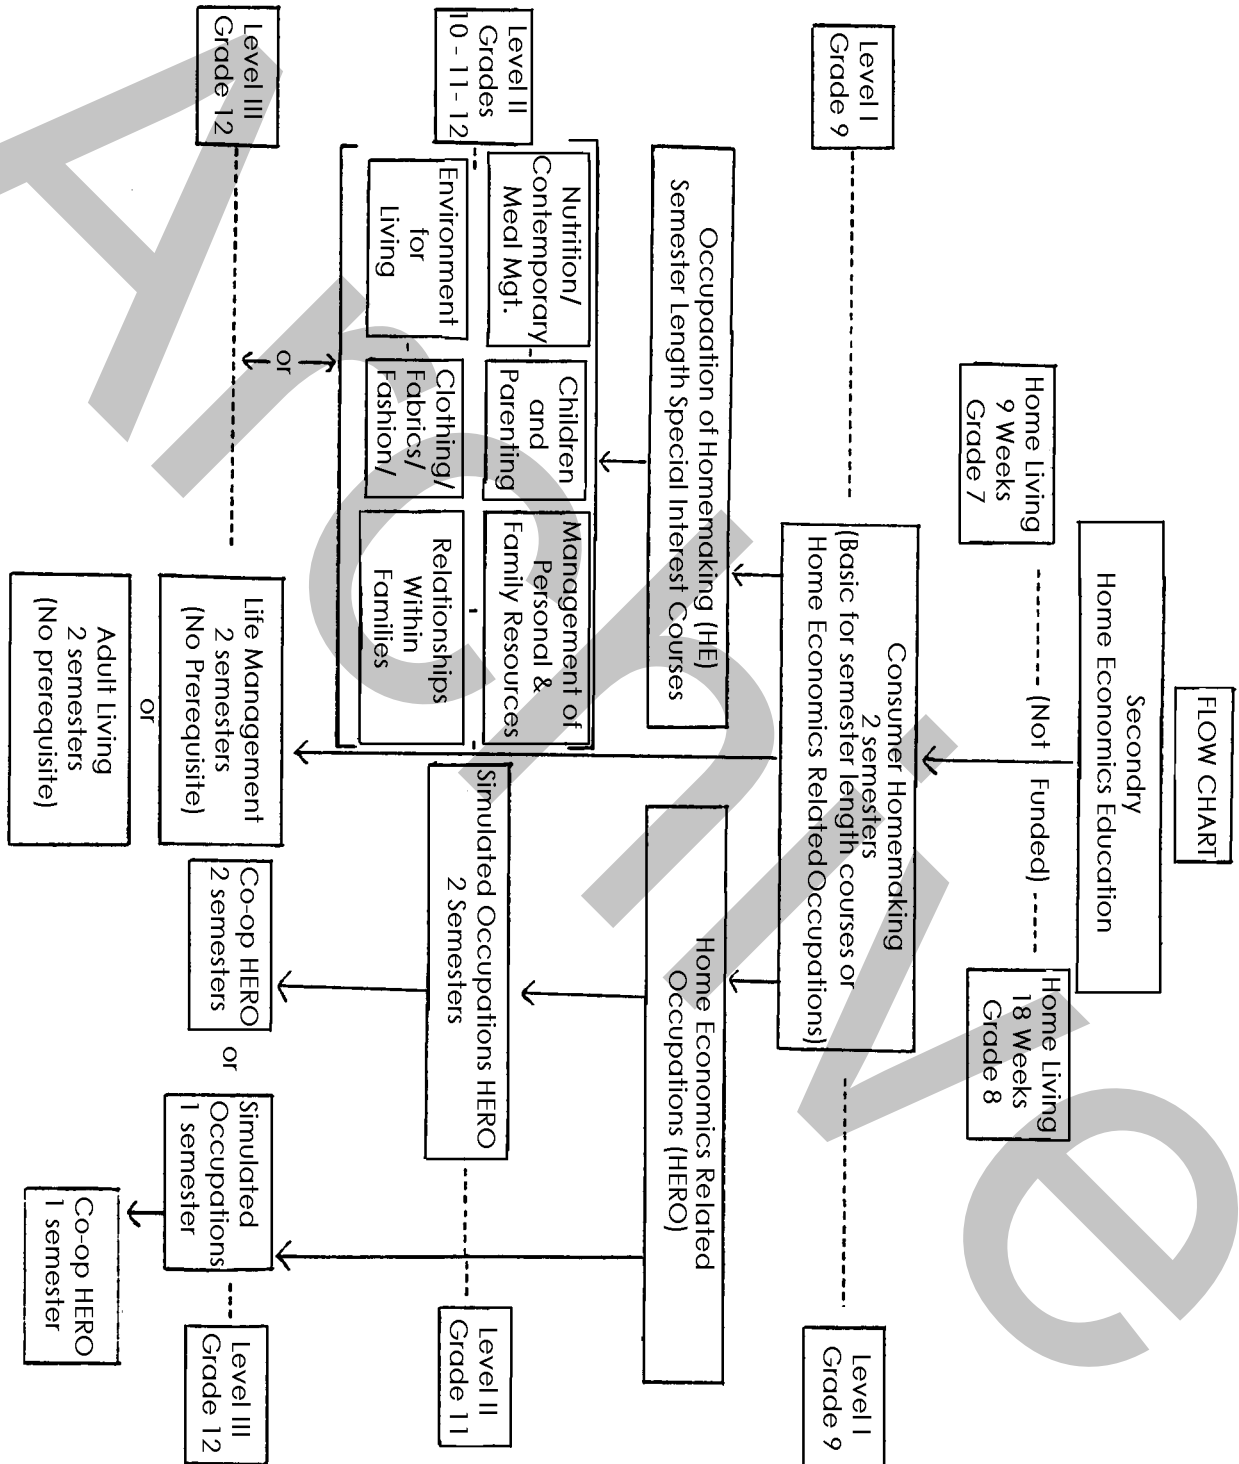 FLOW CHART
Secondry
Home Economics Education
Home Living
9 Weeks
Grade 7
(Not Funded)
Home Living
18 Weeks
Grade 8
Level I
Grade 9
Consumer Homemaking
2 semesters
(Basic for semester length courses or
Home Economics Related Occupations)
Level I
Grade 9
Occupaation of Homemaking (HE)
Semester Length Special Interest Courses
Home Economics Related
Occupations (HERO)
Level II
Grades
10 - 11- 12
Nutrition/
Contemporary
Meal Mgt.
Children
and
Parenting
Management of
Personal &
Family Resources
Environment
for
Living
Clothing/
Fabrics/
Fashion/
Relationships
Within
Families
Simulated Occupations HERO
2 Semesters
Level II
Grade 11
or
Level III
Grade 12
Life Management
2 semesters
(No Prerequisite)
or
Adult Living
2 semesters
(No prerequisite)
Co-op HERO
2 semesters
or
Simulated
Occupations
1 semester
Level III
Grade 12
Co-op HERO
1 semester
Archive